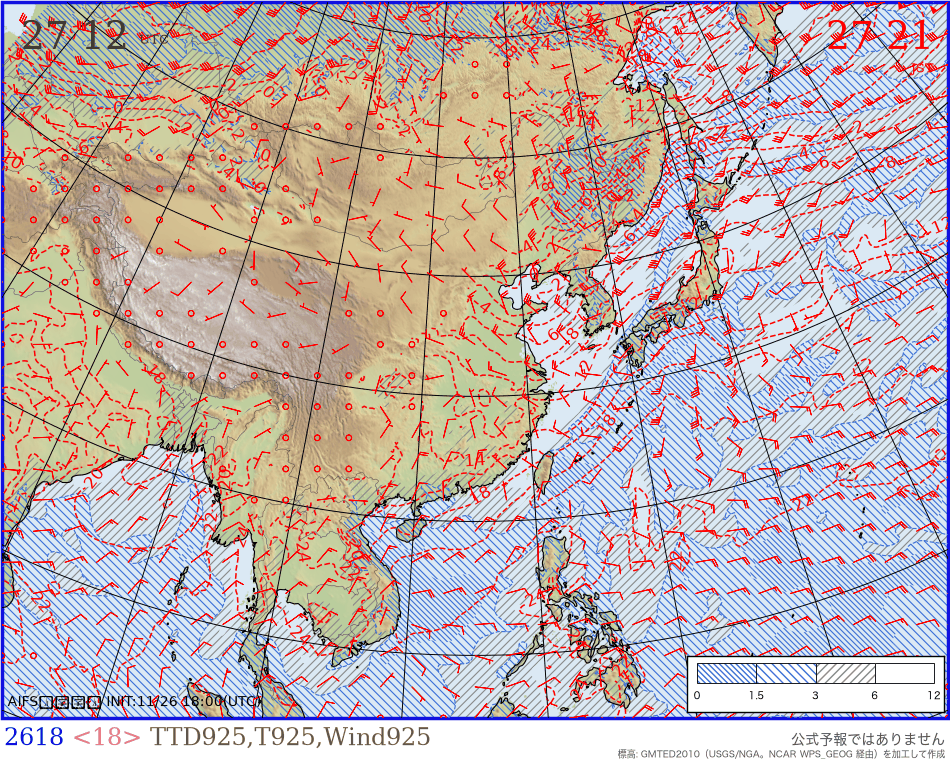 27 12 UTC
27 21
AIFS□□□□ INIT:11/26 18:00(UTC)
0 1.5 3 6 12
2618 <18> TTD925,T925,Wind925
公式予報ではありません
標高: GMTED2010（USGS/NGA。NCAR WPS_GEOG 経由）を加工して作成